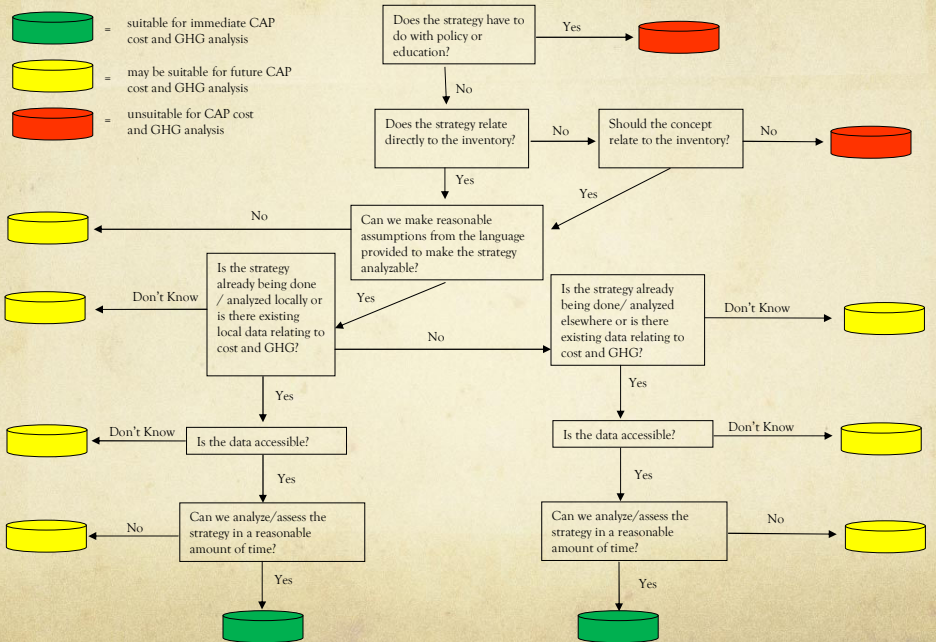 = suitable for immediate CAP
cost and GHG analysis
= may be suitable for future CAP
cost and GHG analysis
= unsuitable for CAP cost
and GHG analysis
Does the strategy have to
do with policy or
education?
Yes
No
Does the strategy relate
directly to the inventory?
No
Should the concept
relate to the inventory?
No
Yes
Yes
Can we make reasonable
assumptions from the language
provided to make the strategy
analyzable?
No
Yes
Is the strategy
already being done
/ analyzed locally or
is there existing
local data relating to
cost and GHG?
Don't Know
No
Is the strategy already
being done/ analyzed
elsewhere or is there
existing data relating to
cost and GHG?
Don't Know
Yes
Yes
Is the data accessible?
Don't Know
Is the data accessible?
Don't Know
Yes
Yes
Can we analyze/assess the
strategy in a reasonable
amount of time?
No
Can we analyze/assess the
strategy in a reasonable
amount of time?
No
Yes
Yes